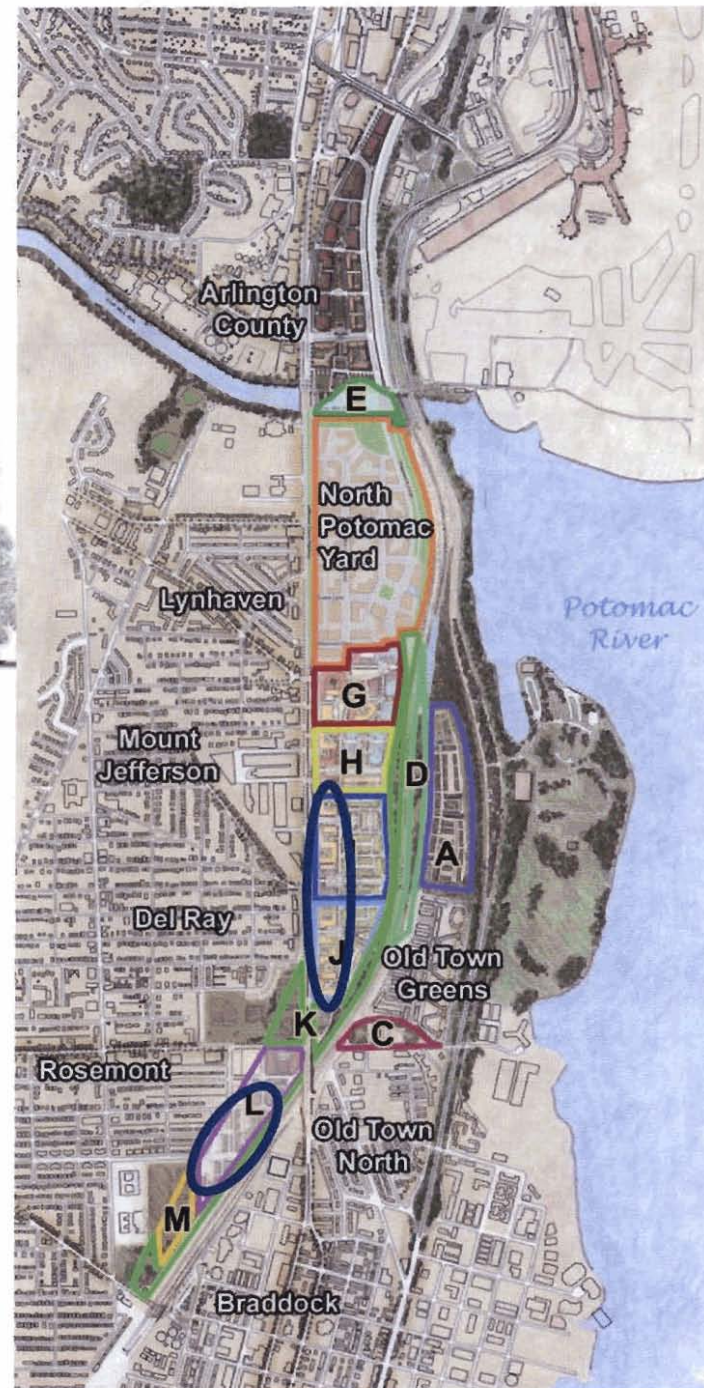 Arlington
County
E
North
Potomac
Yard
Lynhaven
Potomac
River
G
Mount
Jefferson
H
D
A
Del Ray
J
Old Town
Greens
K
C
Rosemont
L
Old Town
North
M
Braddock